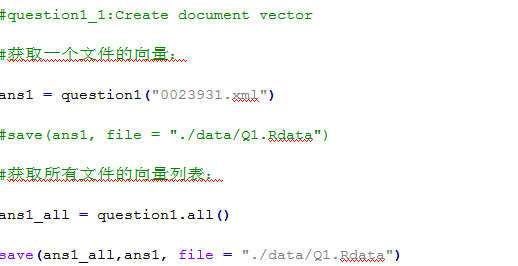 #question1_1:Create document vector
#获取一个文件的向量：
ans1 = question1("0023931.xml")
#save(ans1, file = "./data/Q1.Rdata")
#获取所有文件的向量列表：
ans1_all = question1.all()
save(ans1_all,ans1, file = "./data/Q1.Rdata")